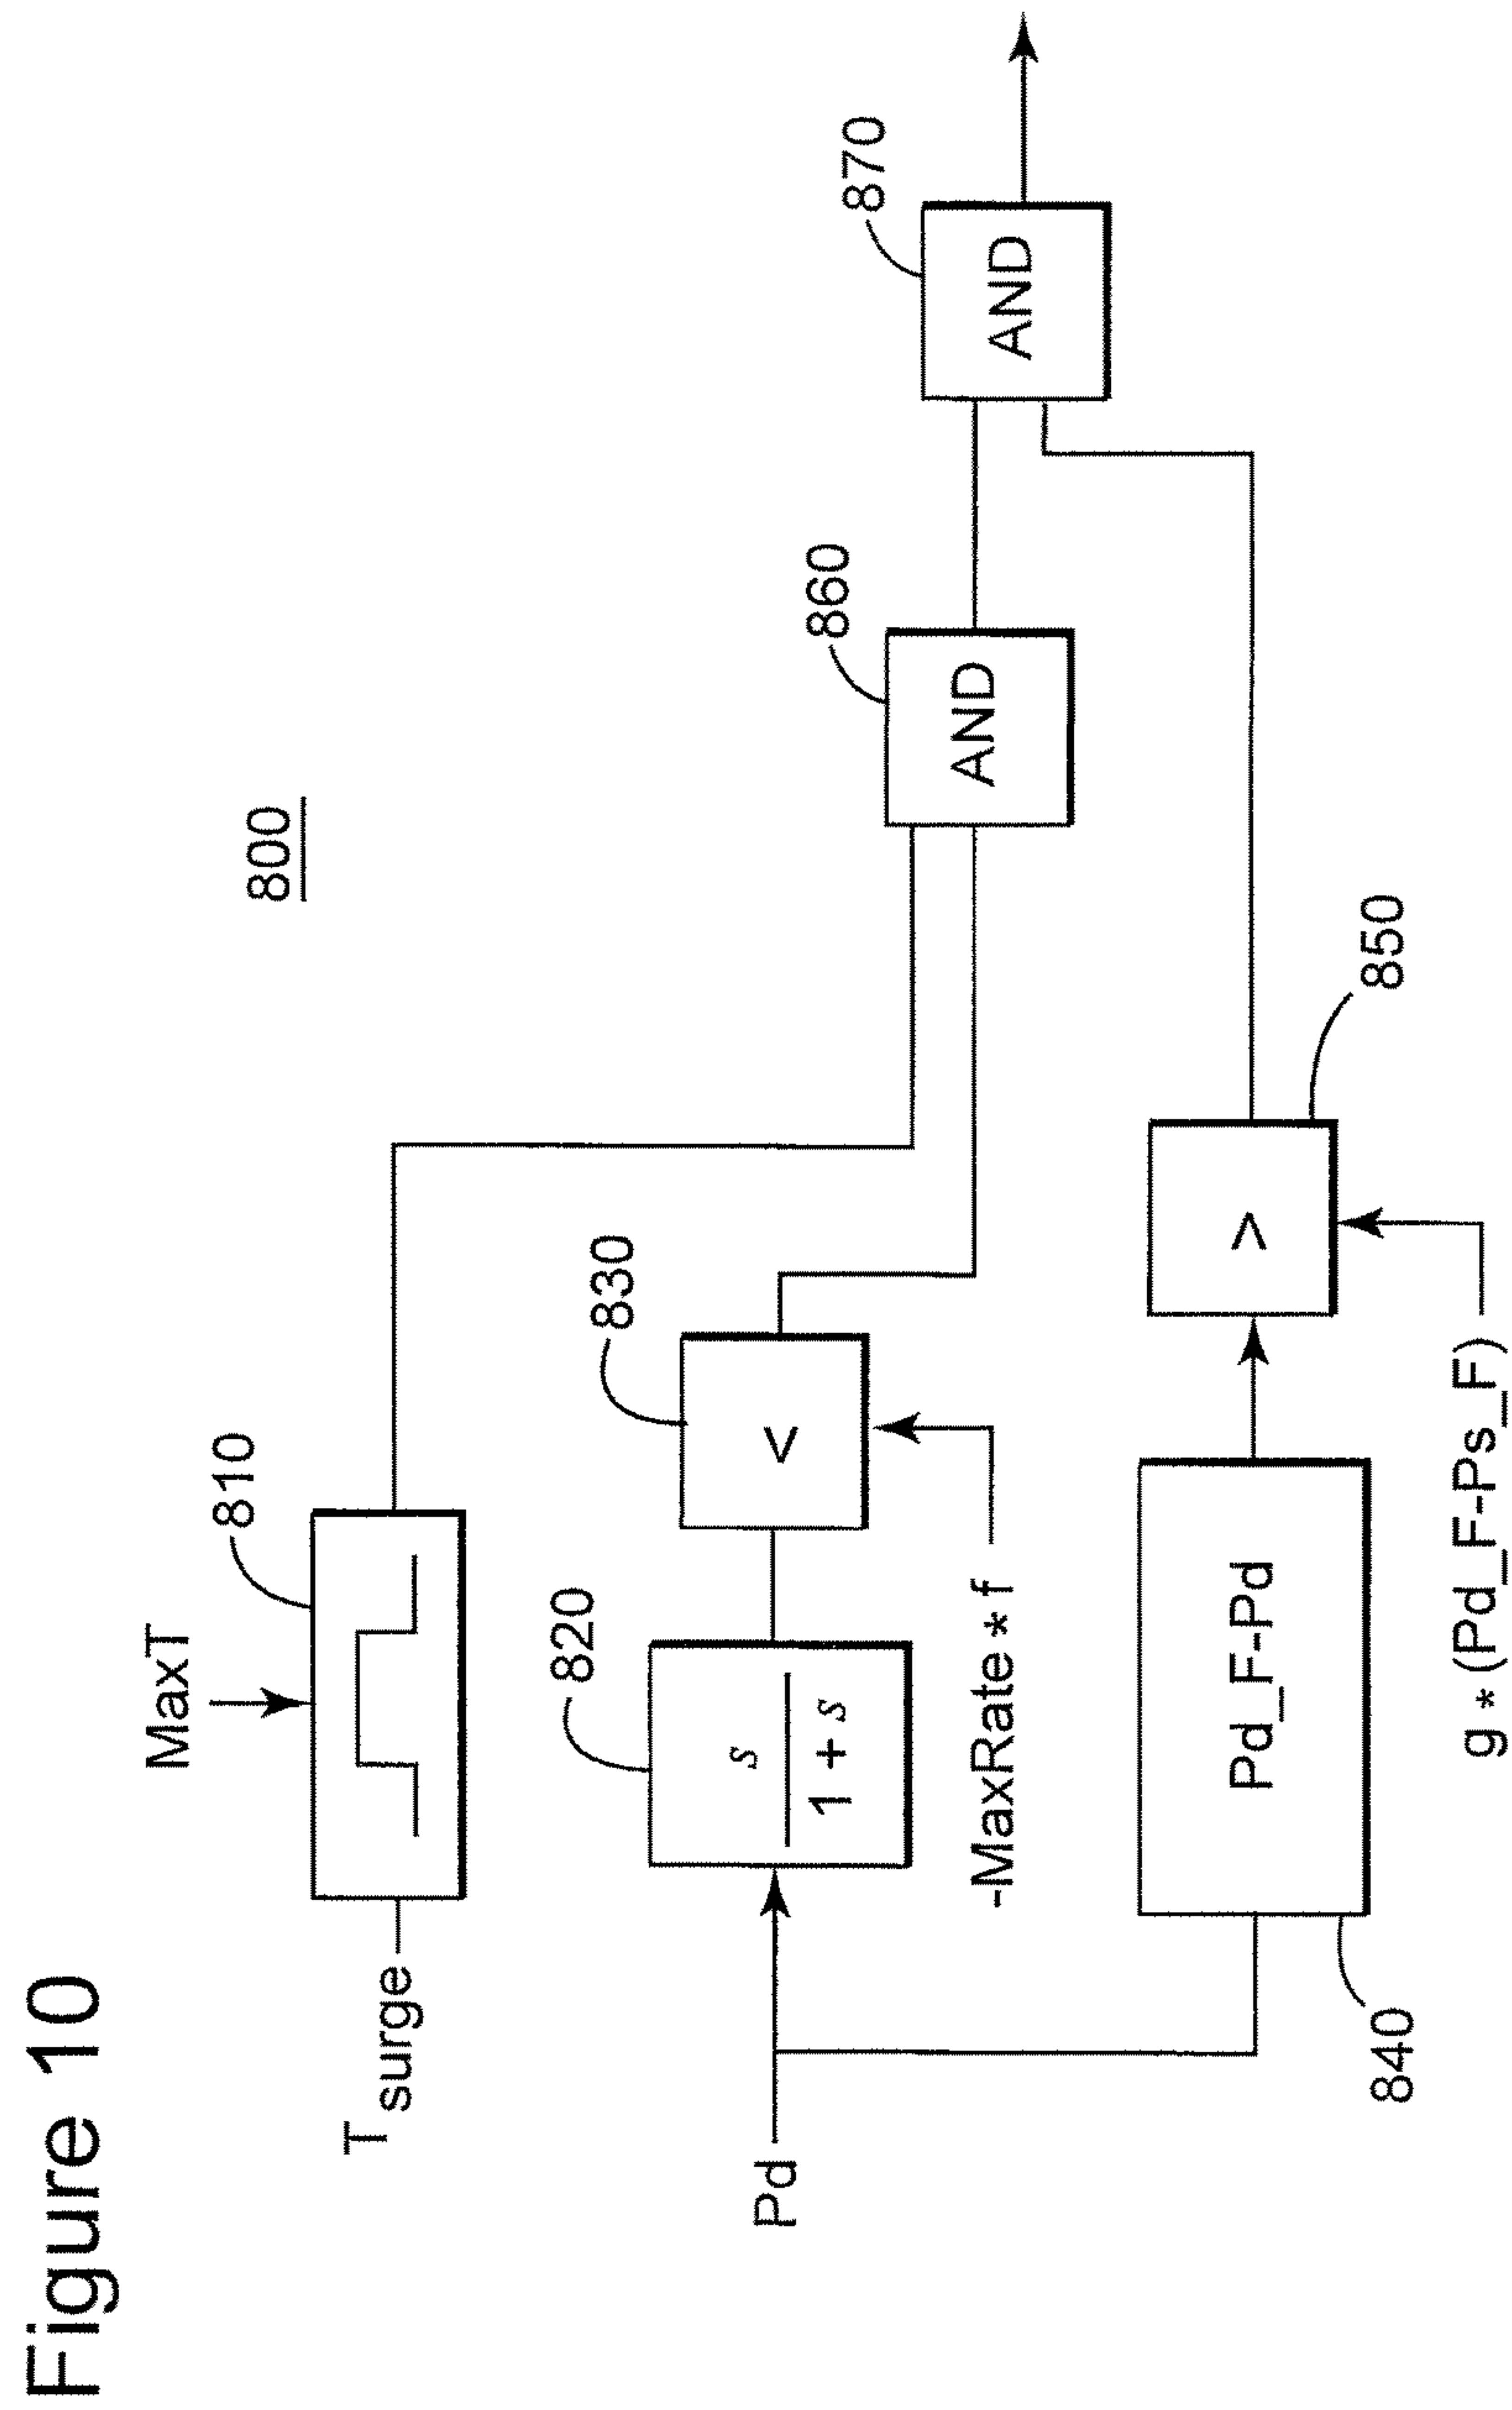 Figure 10
800
MaxT
810
T surge
820
s
1 + s
830
<
Pd
-MaxRate * f
860
AND
870
AND
Pd_F-Pd
840
>
850
g * (Pd_F-Ps_F)